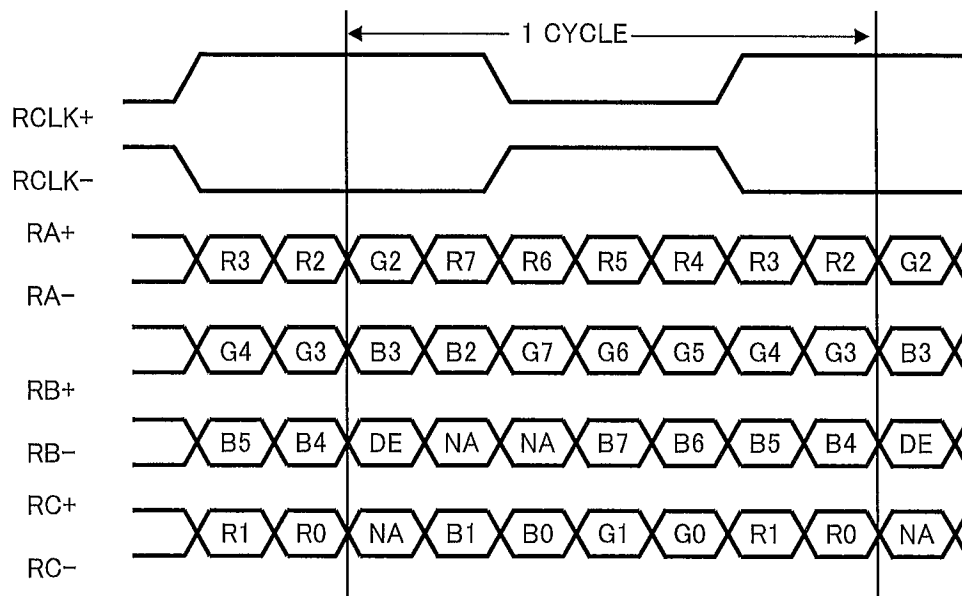 1 CYCLE
RCLK+
RCLK-
RA+
R3 R2 G2 R7 R6 R5 R4 R3 R2 G2
RA-
G4 G3 B3 B2 G7 G6 G5 G4 G3 B3
RB+
B5 B4 DE NA NA B7 B6 B5 B4 DE
RB-
RC+
R1 R0 NA B1 B0 G1 G0 R1 R0 NA
RC-